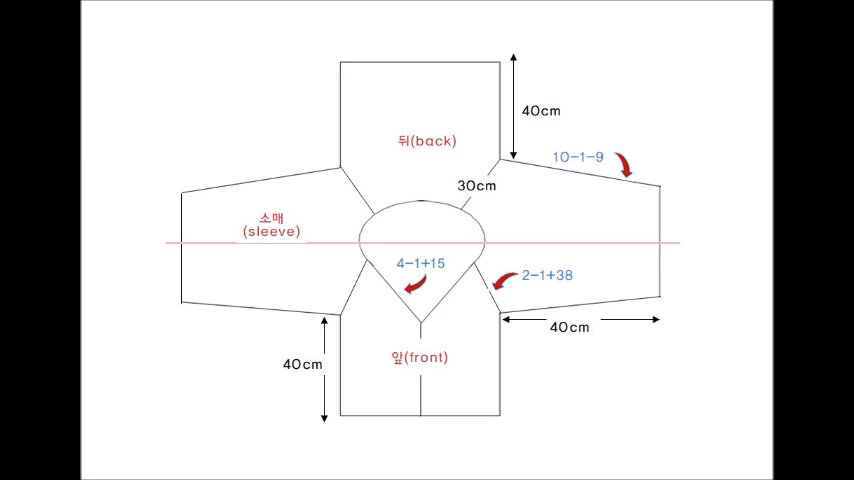 40cm
뒤(back)
10-1-9
30cm
소매
(sleeve)
4-1+15
2-1+38
40cm
앞(front)
40cm